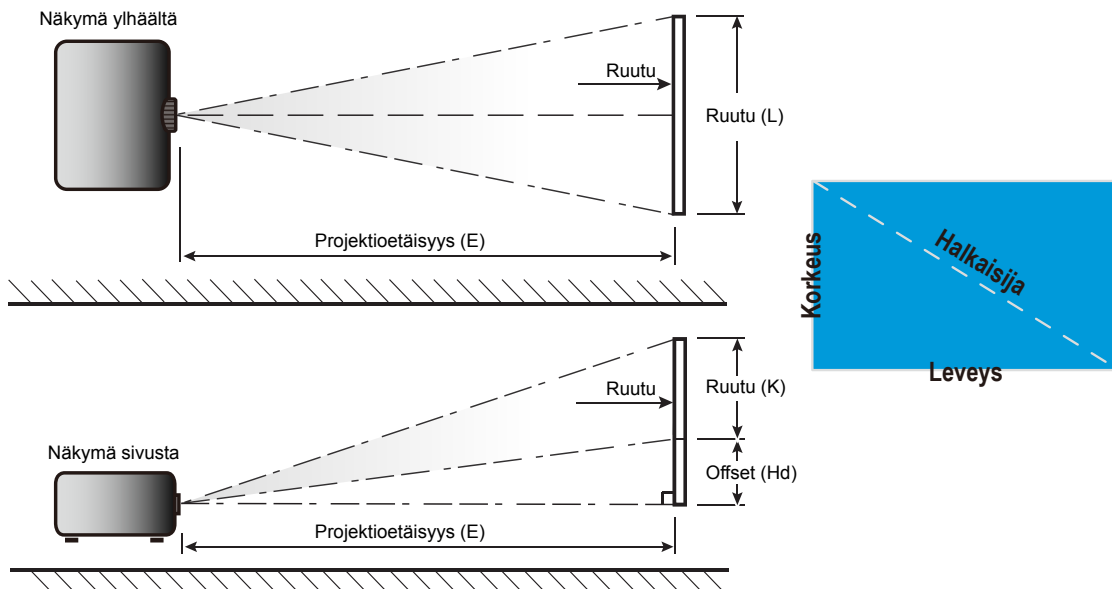 Näkymä ylhäältä
Ruutu
Ruutu (L)
Projektioetäisyys (E)
Korkeus
Halkaisija
Leveys
Näkymä sivusta
Ruutu
Ruutu (K)
Offset (Hd)
Projektioetäisyys (E)